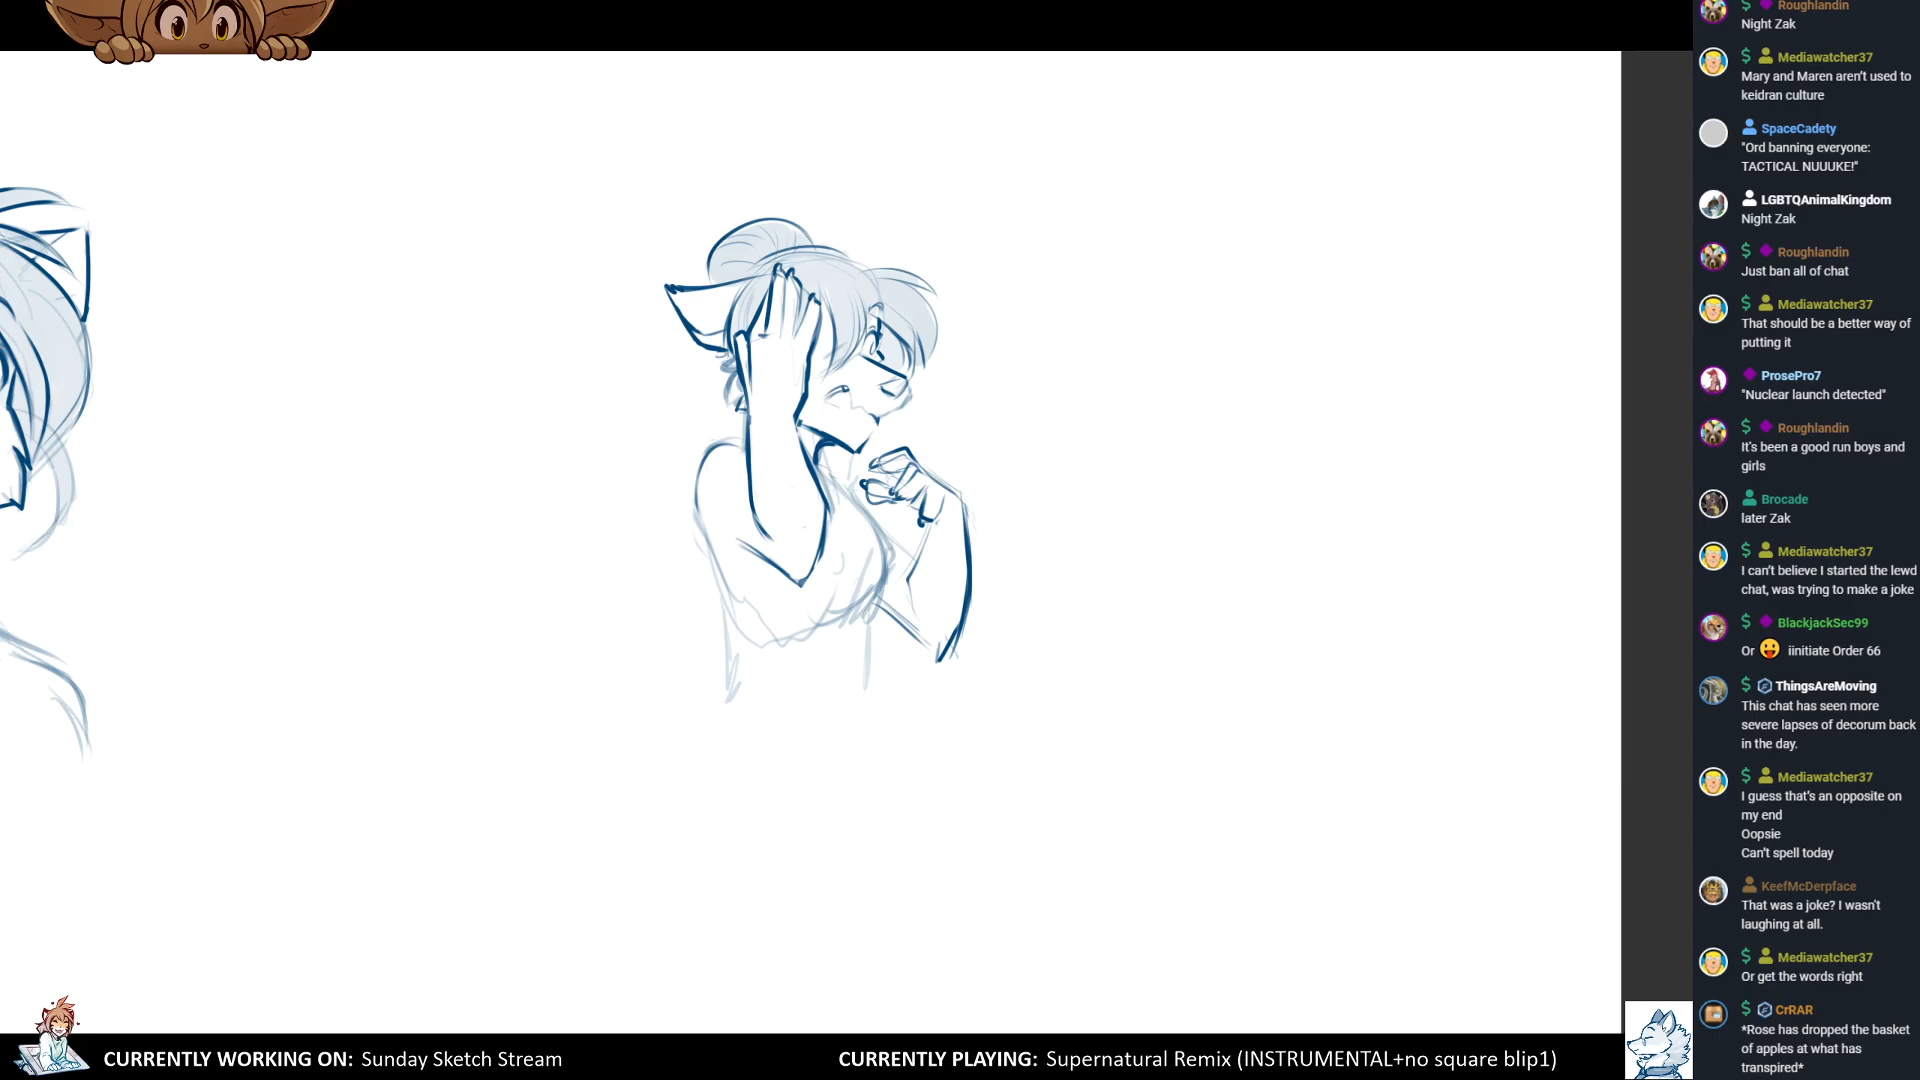 $ Roughlandin
Night Zak
$ Mediawatcher37
Mary and Maren aren't used to
keidran culture
SpaceCadety
"Ord banning everyone:
TACTICAL NUUUKE!"
LGBTQAnimalKingdom
Night Zak
$ Roughlandin
Just ban all of chat
$ Mediawatcher37
That should be a better way of
putting it
ProsePro7
"Nuclear launch detected"
$ Roughlandin
It's been a good run boys and
girls
Brocade
later Zak
$ Mediawatcher37
I can't believe I started the lewd
chat, was trying to make a joke
$ BlackjackSec99
Or 😛 iinitiate Order 66
$ ThingsAreMoving
This chat has seen more
severe lapses of decorum back
in the day.
$ Mediawatcher37
I guess that's an opposite on
my end
Oopsie
Can't spell today
KeefMcDerpface
That was a joke? I wasn't
laughing at all.
$ Mediawatcher37
Or get the words right
$ CrRAR
*Rose has dropped the basket
of apples at what has
transpired*
CURRENTLY WORKING ON: Sunday Sketch Stream
CURRENTLY PLAYING: Supernatural Remix (INSTRUMENTAL+no square blip1)